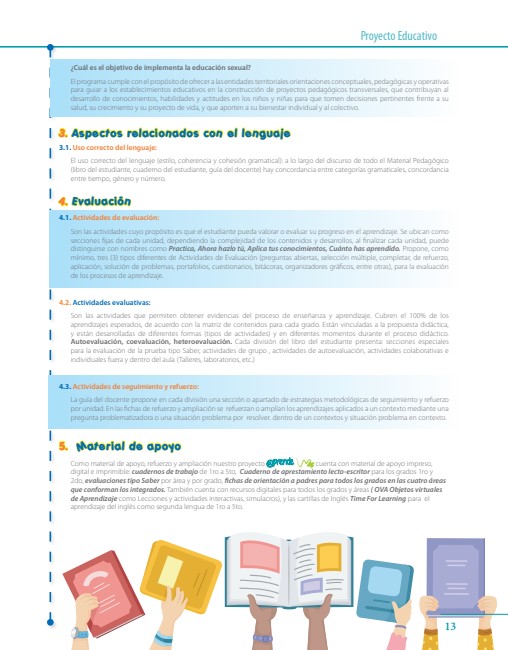 Proyecto Educativo
¿Cuál es el objetivo de implementa la educación sexual?
El programa cumple con el propósito de ofrecer a las entidades territoriales orientaciones conceptuales, pedagógicas y operativas
para guiar a los establecimientos educativos en la construcción de proyectos pedagógicos transversales, que contribuyan al
desarrollo de conocimientos, habilidades y actitudes en los niños y niñas para que tomen decisiones pertinentes frente a su
salud, su crecimiento y su proyecto de vida, y que aporten a su bienestar individual y al colectivo.
3. Aspectos relacionados con el lenguaje
3.1. Uso correcto del lenguaje:
El uso correcto del lenguaje (estilo, coherencia y cohesión gramatical): a lo largo del discurso de todo el Material Pedagógico
(libro del estudiante, cuaderno del estudiante, guía del docente) hay concordancia entre categorías gramaticales, concordancia
entre tiempo, género y número.
4. Evaluación
4.1. Actividades de evaluación:
Son las actividades cuyo propósito es que el estudiante pueda valorar o evaluar su progreso en el aprendizaje. Se ubican como
secciones fijas de cada unidad, dependiendo la complejidad de los contenidos y desarrollos, al finalizar cada unidad, puede
distinguirse con nombres como Practica, Ahora hazlo tú, Aplica tus conocimientos, Cuánto has aprendido. Propone, como
mínimo, tres (3) tipos diferentes de Actividades de Evaluación (preguntas abiertas, selección múltiple, completar, de refuerzo,
aplicación, solución de problemas, portafolios, cuestionarios, bitácoras, organizadores gráficos, entre otras), para la evaluación
de los procesos de aprendizaje.
4.2. Actividades evaluativas:
Son las actividades que permiten obtener evidencias del proceso de enseñanza y aprendizaje. Cubren el 100% de los
aprendizajes esperados, de acuerdo con la matriz de contenidos para cada grado. Están vinculadas a la propuesta didáctica,
y están desarrolladas de diferentes formas (tipos de actividades) y en diferentes momentos durante el proceso didáctico.
Autoevaluación, coevaluación, heteroevaluación. Cada división del libro del estudiante presenta: secciones especiales
para la evaluación de la prueba tipo Saber, actividades de grupo , actividades de autoevaluación, actividades colaborativas e
individuales fuera y dentro del aula (Talleres, laboratorios, etc.)
4.3. Actividades de seguimiento y refuerzo:
La guía del docente propone en cada división una sección o apartado de estrategias metodológicas de seguimiento y refuerzo
por unidad. En las fichas de refuerzo y ampliación se refuerzan o amplían los aprendizajes aplicados a un contexto mediante una
pregunta problematizadora o una situación problema por resolver. dentro de un contextos y situación problema en contexto.
5. Material de apoyo
Como material de apoyo, refuerzo y ampliación nuestro proyecto cuenta con material de apoyo impreso,
digital e imprimible: cuadernos de trabajo de 1ro a 5to, Cuaderno de aprestamiento lecto-escritor para los grados 1ro y
2do, evaluaciones tipo Saber por área y por grado, fichas de orientación a padres para todos los grados en las cuatro áreas
que conforman los integrados. También cuenta con recursos digitales para todos los grados y áreas ( OVA Objetos virtuales
de Aprendizaje como Lecciones y actividades interactivas, simulacios), y las cartillas de Inglés Time For Learning para el
aprendizaje del inglés como segunda lengua de 1ro a 5to.
13